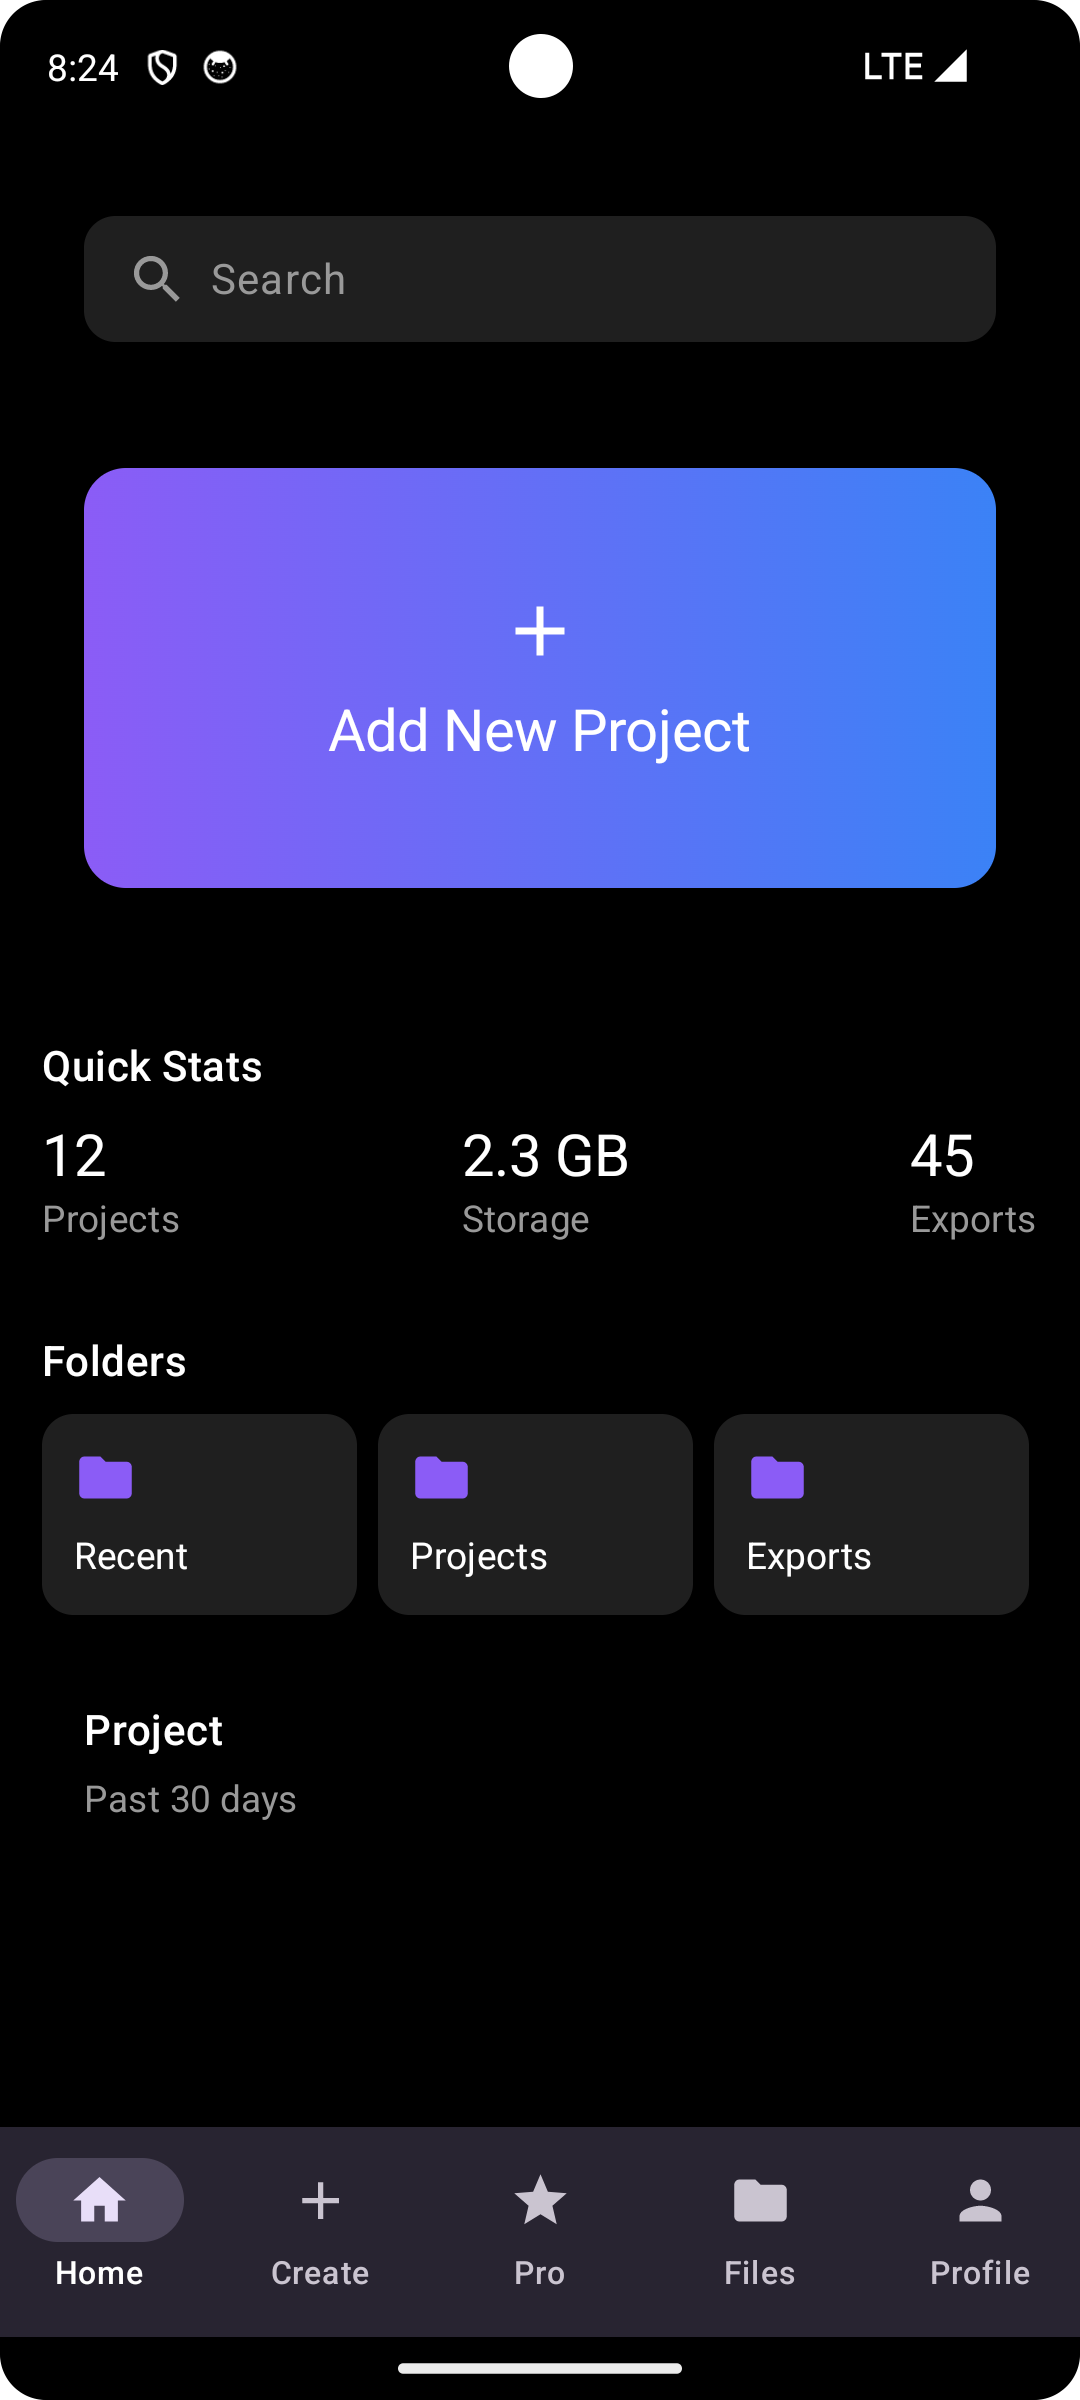 8:24
LTE
Search
Add New Project
Quick Stats
12 2.3 GB 45
Projects Storage Exports
Folders
Recent Projects Exports
Project
Past 30 days
Home Create Pro Files Profile